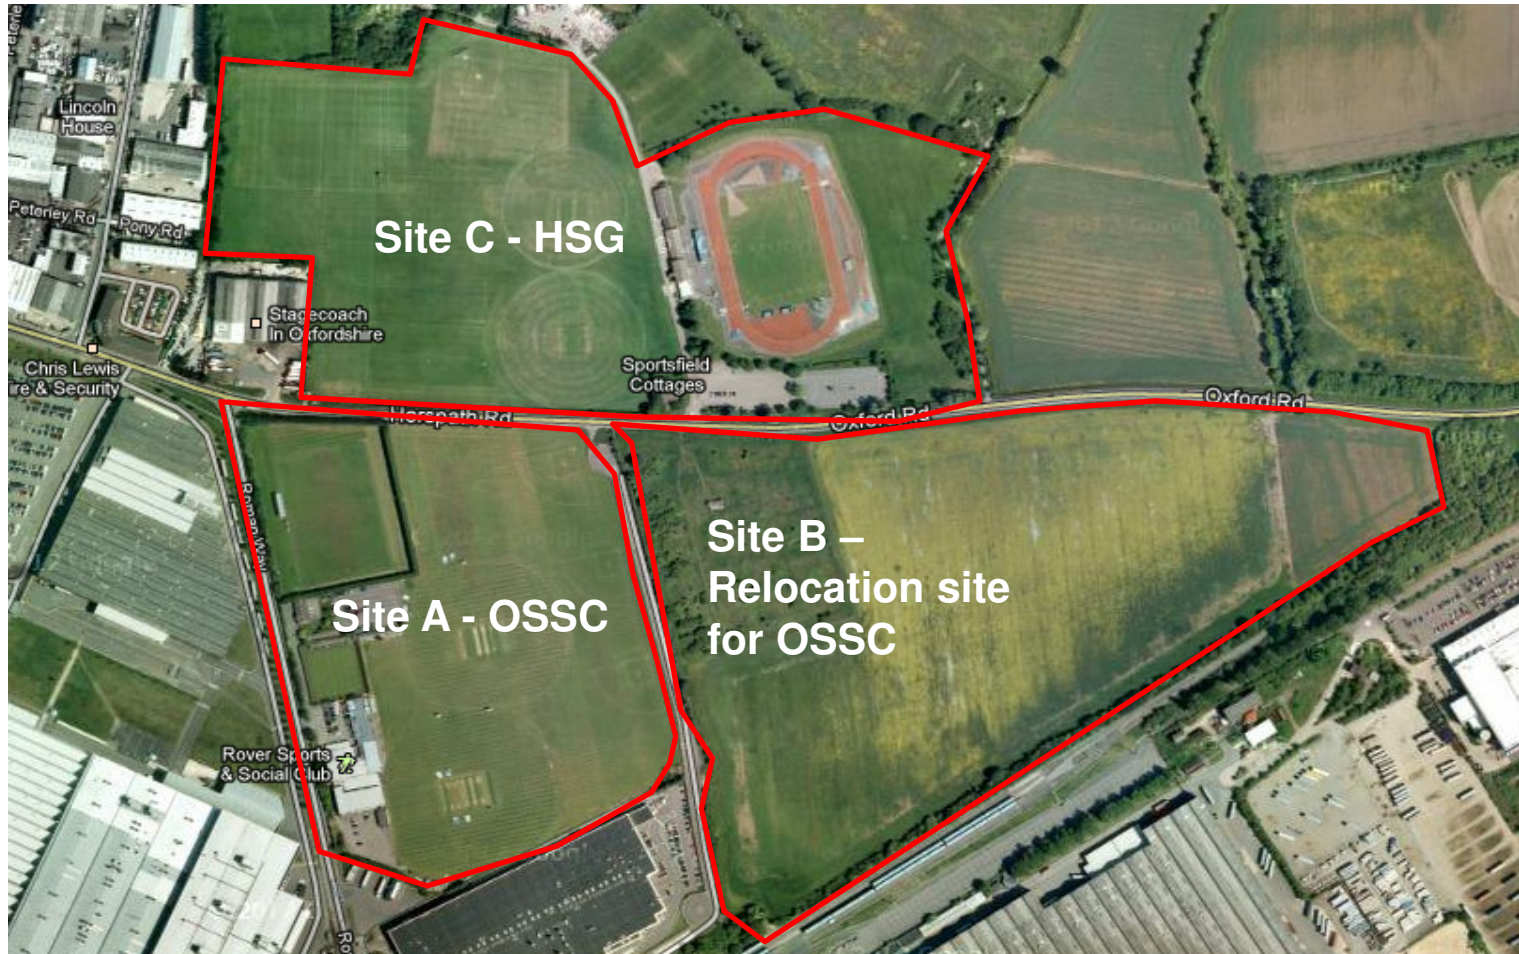 Lincoln
House
Peterley Rd
Pony Rd
Site C - HSG
Stagecoach
In Oxfordshire
Chris Lewis
ire & Security
Sportsfield
Cottages
Horspath Rd
Oxford Rd
Oxford Rd
Roman Way
Site B –
Relocation site
for OSSC
Site A - OSSC
Rover Sports
& Social Club
Ro